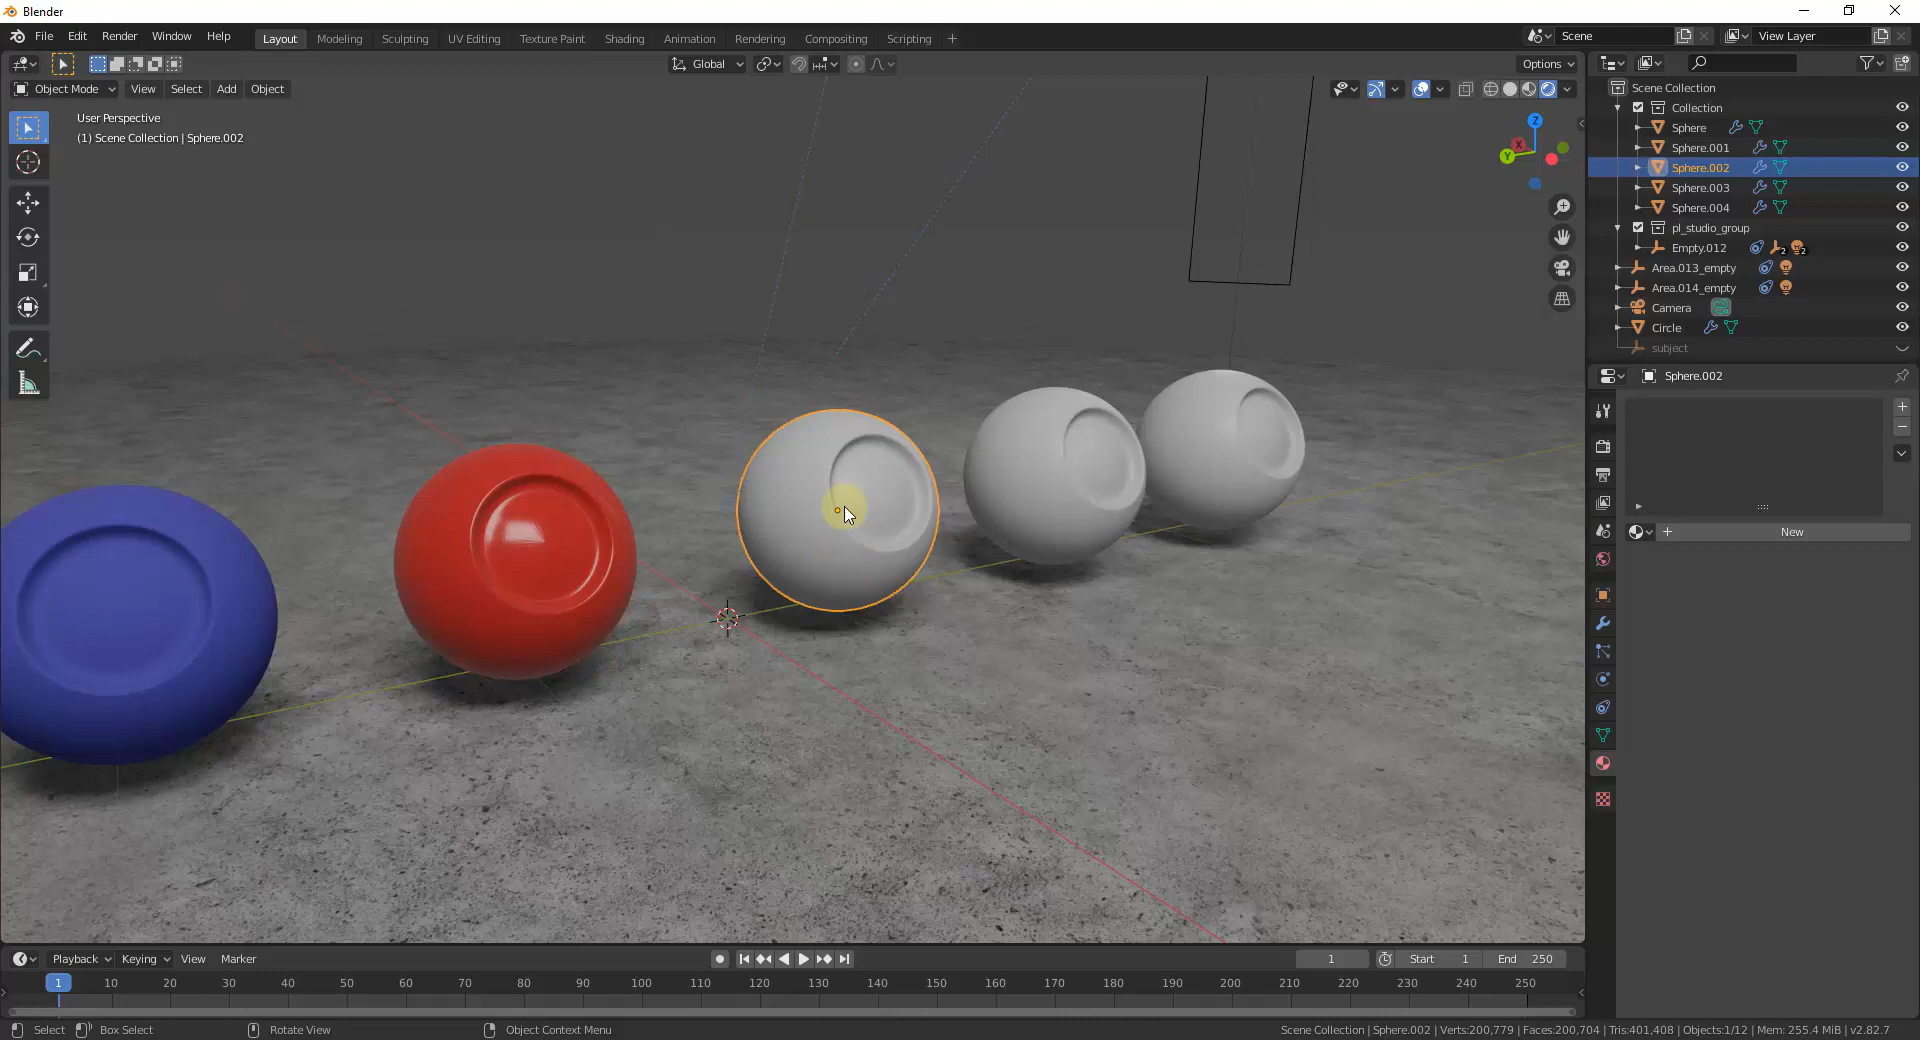 Blender
File Edit Render Window Help
Layout Modeling Sculpting UV Editing Texture Paint Shading Animation Rendering Compositing Scripting +
Scene
View Layer
Global
Options
Object Mode View Select Add Object
User Perspective
(1) Scene Collection | Sphere.002
Z
X
Y
Scene Collection
Collection
Sphere
Sphere.001
Sphere.002
Sphere.003
Sphere.004
pl_studio_group
Empty.012 2 2
Area.013_empty
Area.014_empty
Camera
Circle
subject
Sphere.002
New
Playback Keying View Marker
1 Start 1 End 250
1 10 20 30 40 50 60 70 80 90 100 110 120 130 140 150 160 170 180 190 200 210 220 230 240 250
Select Box Select Rotate View Object Context Menu
Scene Collection | Sphere.002 | Verts:200,779 | Faces:200,704 | Tris:401,408 | Objects:1/12 | Mem: 255.4 MiB | v2.82.7